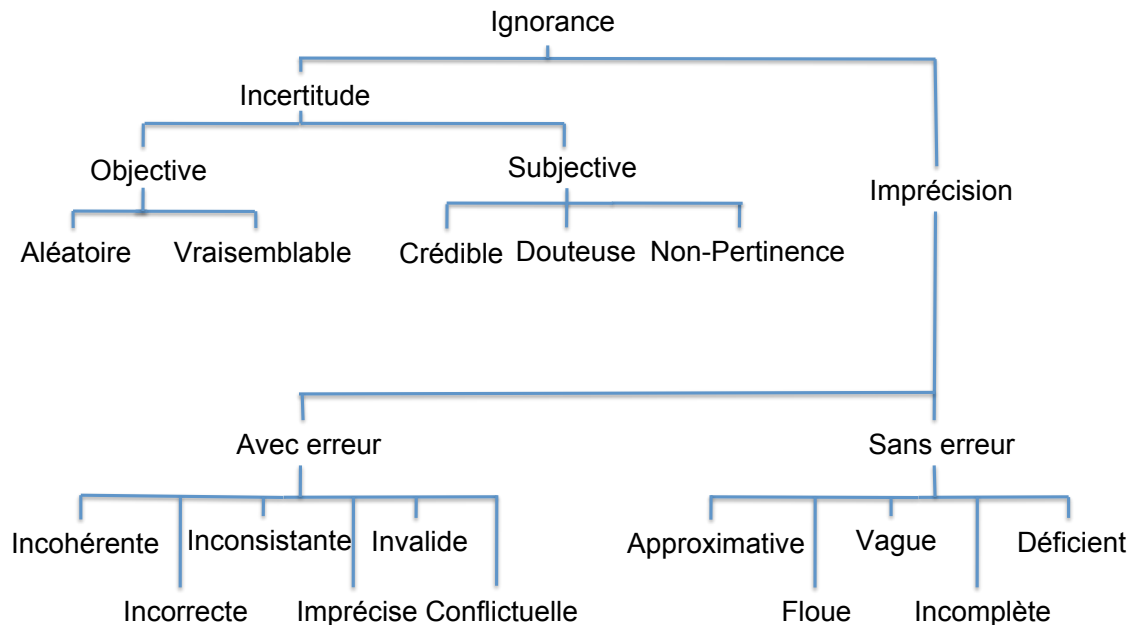 Ignorance
Incertitude
Objective
Subjective
Imprécision
Aléatoire
Vraisemblable
Crédible
Douteuse
Non-Pertinence
Avec erreur
Sans erreur
Incohérente
Inconsistante
Invalide
Approximative
Vague
Déficient
Incorrecte
Imprécise
Conflictuelle
Floue
Incomplète